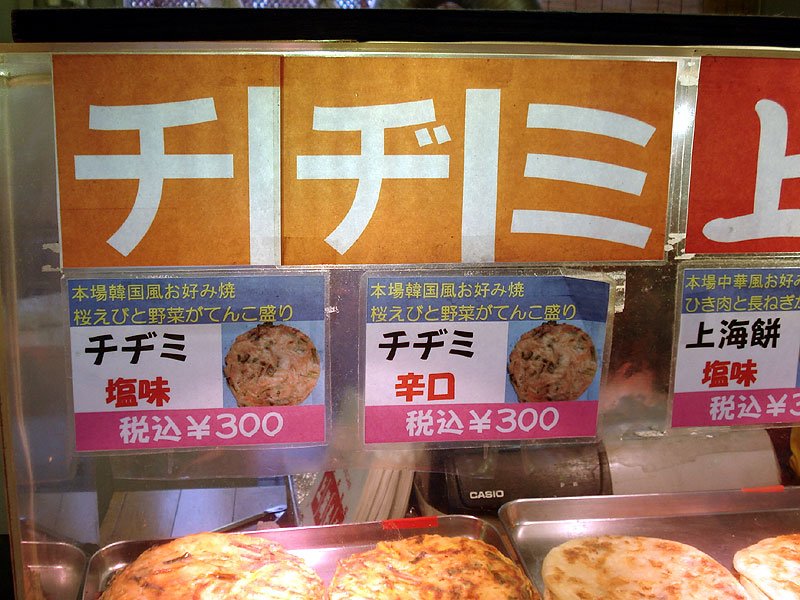 チヂミ
上
本場韓国風お好み焼
桜えびと野菜がてんこ盛り
チヂミ
塩味
税込¥300
本場韓国風お好み焼
桜えびと野菜がてんこ盛り
チヂミ
辛口
税込¥300
本場中華風お好み
ひき肉と長ねぎが
上海餅
塩味
税込¥3
CASIO